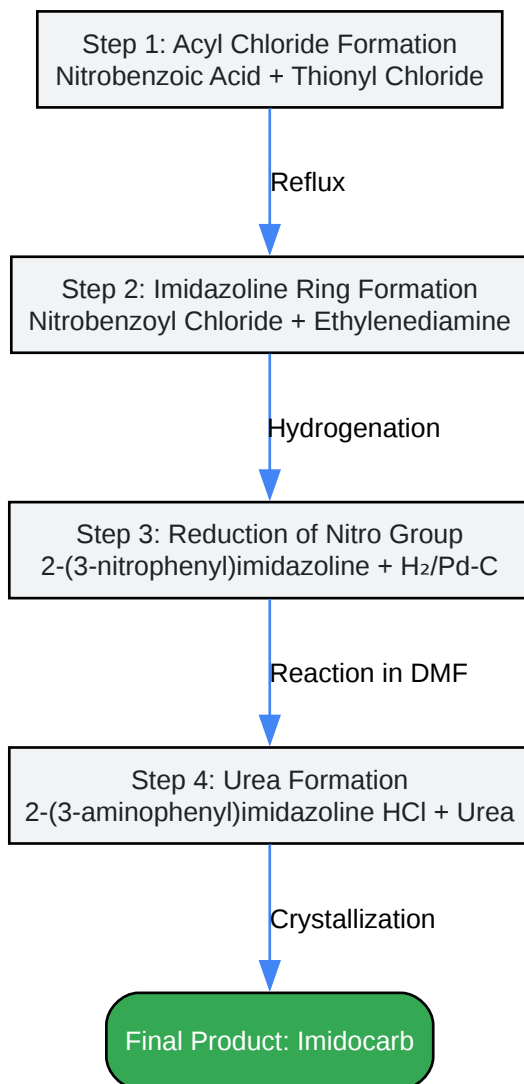 Step 1: Acyl Chloride Formation
Nitrobenzoic Acid + Thionyl Chloride
Reflux
Step 2: Imidazoline Ring Formation
Nitrobenzoyl Chloride + Ethylenediamine
Hydrogenation
Step 3: Reduction of Nitro Group
2-(3-nitrophenyl)imidazoline + H₂/Pd-C
Reaction in DMF
Step 4: Urea Formation
2-(3-aminophenyl)imidazoline HCl + Urea
Crystallization
Final Product: Imidocarb